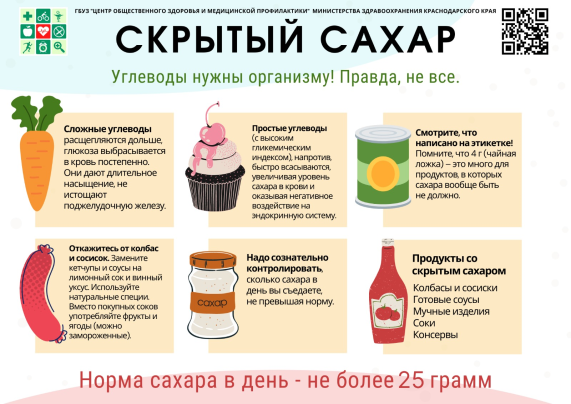 ГБУЗ "ЦЕНТР ОБЩЕСТВЕННОГО ЗДОРОВЬЯ И МЕДИЦИНСКОЙ ПРОФИЛАКТИКИ" МИНИСТЕРСТВА ЗДРАВООХРАНЕНИЯ КРАСНОДАРСКОГО КРАЯ
СКРЫТЫЙ САХАР
Углеводы нужны организму! Правда, не все.
Сложные углеводы
расщепляются дольше,
глюкоза выбрасывается
в кровь постепенно.
Они дают длительное
насыщение, не
истощают
поджелудочную железу.
Простые углеводы
(с высоким
гликемическим
индексом), напротив,
быстро всасываются,
увеличивая уровень
сахара в крови и
оказывая негативное
воздействие на
эндокринную систему.
Смотрите, что
написано на этикетке!
Помните, что 4 г (чайная
ложка) – это много для
продуктов, в которых
сахара вообще быть
не должно.
Откажитесь от колбас
и сосисок. Замените
кетчупы и соусы на
лимонный сок и винный
уксус. Используйте
натуральные специи.
Вместо покупных соков
употребляйте фрукты и
ягоды (можно
замороженные).
сахар
Надо сознательно
контролировать,
сколько сахара в
день вы съедаете,
не превышая норму.
Продукты со
скрытым сахаром
Колбасы и сосиски
Готовые соусы
Мучные изделия
Соки
Консервы
Норма сахара в день - не более 25 грамм